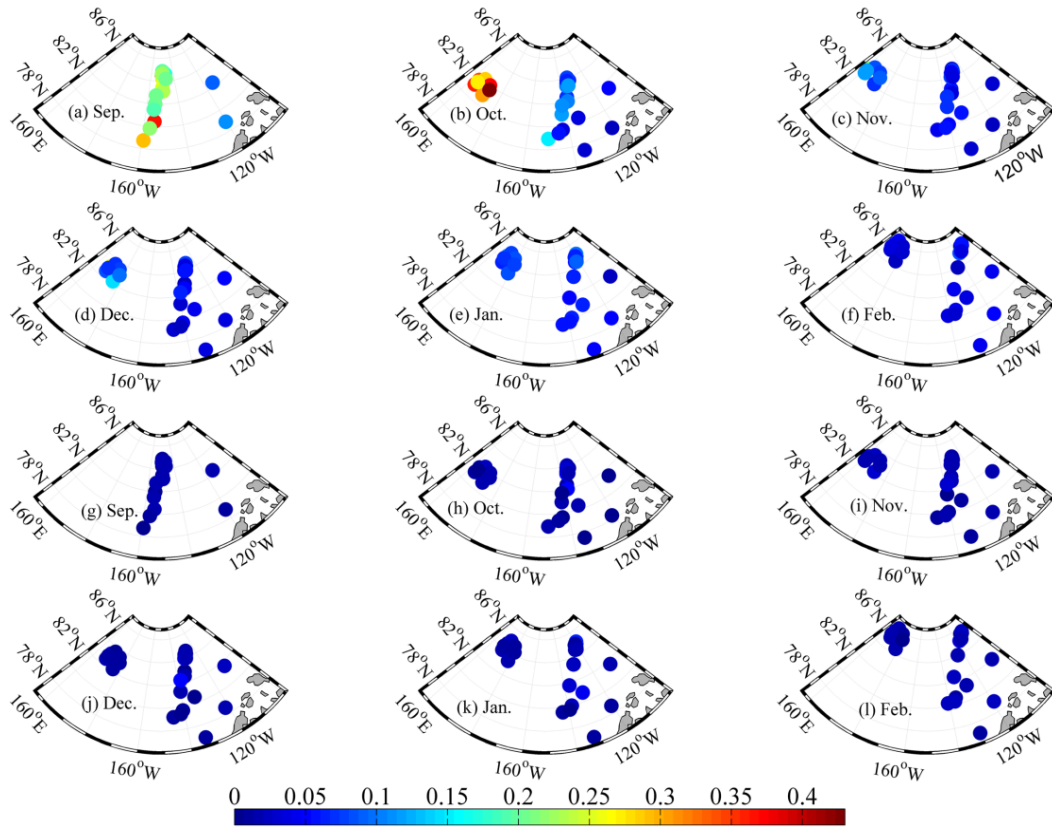 86°N
82°N
78°N
(a) Sep.
160°E
160°W
120°W
86°N
82°N
78°N
(b) Oct.
160°E
160°W
120°W
86°N
82°N
78°N
(c) Nov.
160°E
160°W
120°W
86°N
82°N
78°N
(d) Dec.
160°E
160°W
120°W
86°N
82°N
78°N
(e) Jan.
160°E
160°W
120°W
86°N
82°N
78°N
(f) Feb.
160°E
160°W
120°W
86°N
82°N
78°N
(g) Sep.
160°E
160°W
120°W
86°N
82°N
78°N
(h) Oct.
160°E
160°W
120°W
86°N
82°N
78°N
(i) Nov.
160°E
160°W
120°W
86°N
82°N
78°N
(j) Dec.
160°E
160°W
120°W
86°N
82°N
78°N
(k) Jan.
160°E
160°W
120°W
86°N
82°N
78°N
(l) Feb.
160°E
160°W
120°W
0 0.05 0.1 0.15 0.2 0.25 0.3 0.35 0.4